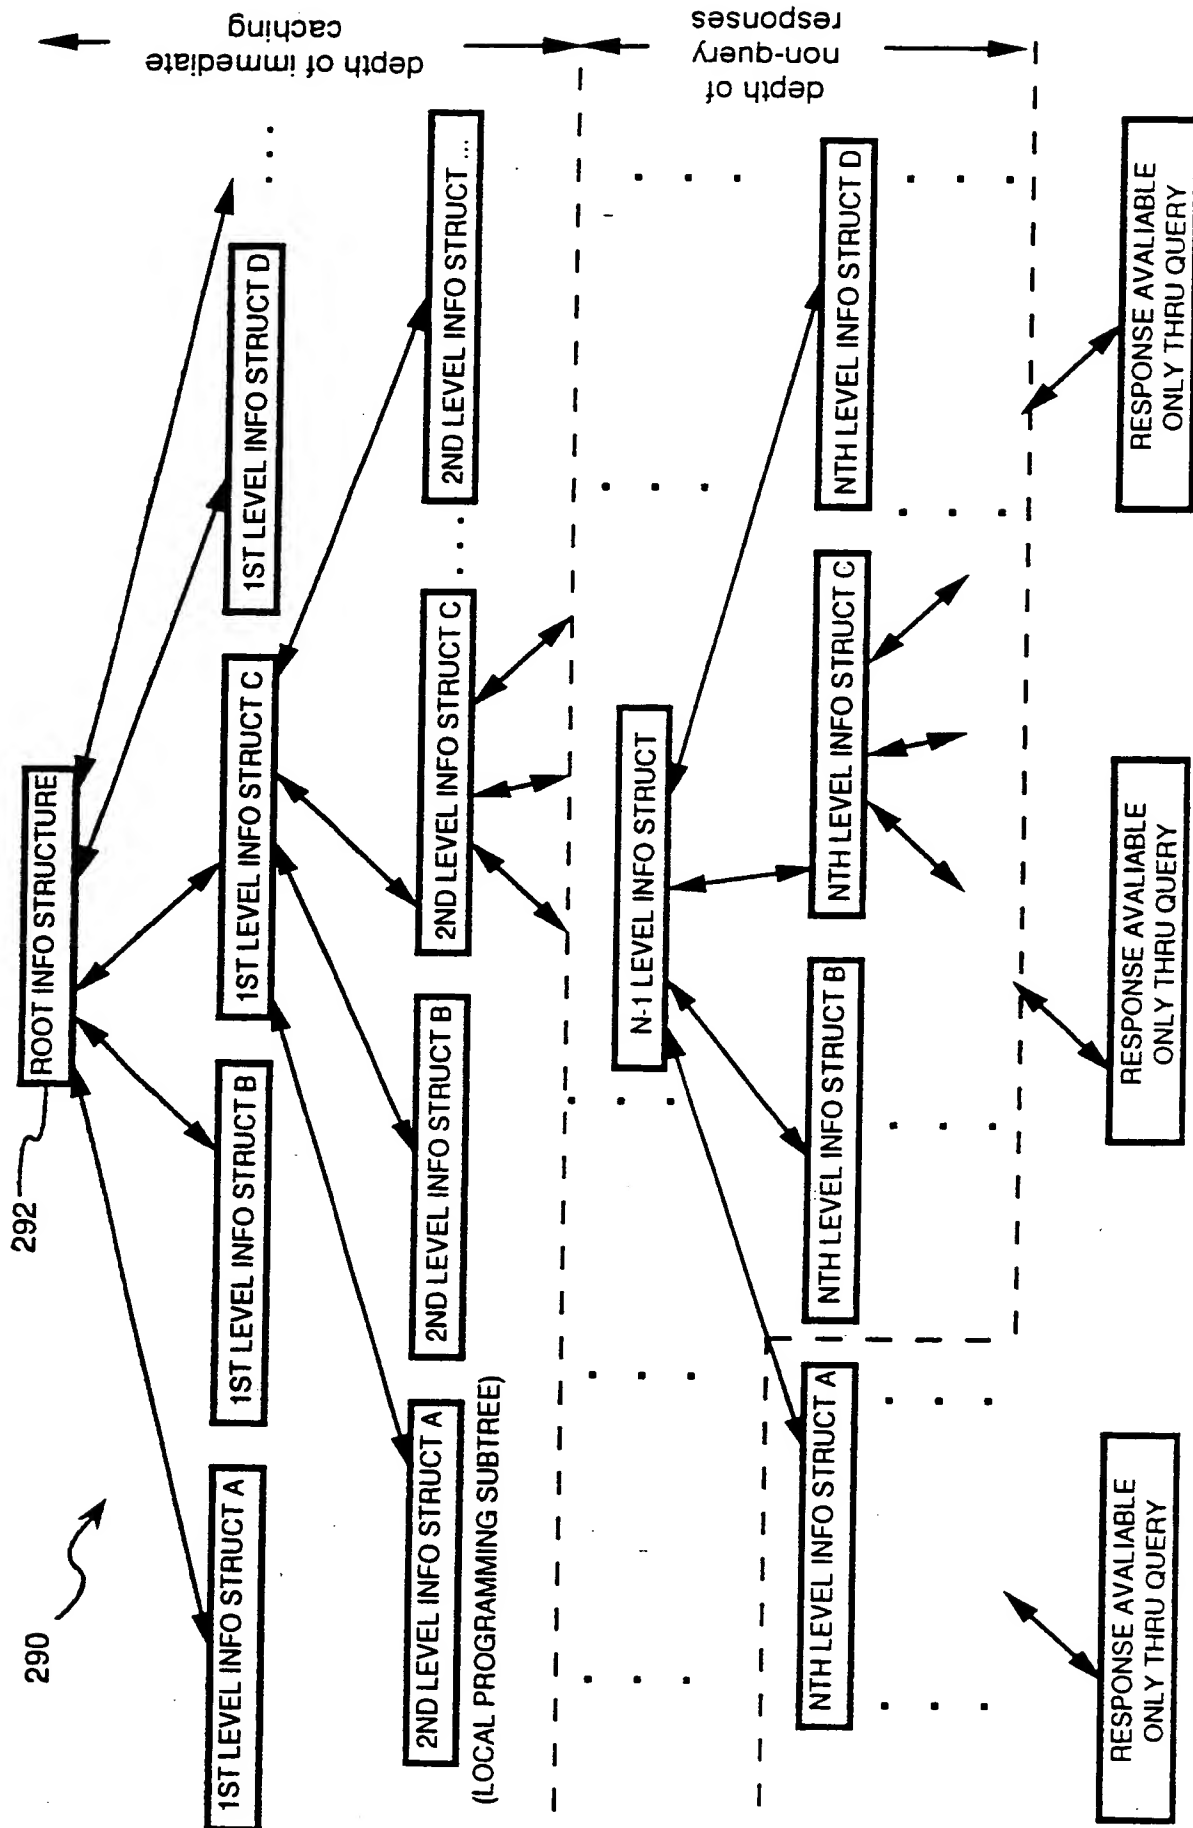 290
292
ROOT INFO STRUCTURE
depth of immediate
caching
1ST LEVEL INFO STRUCT A
1ST LEVEL INFO STRUCT B
1ST LEVEL INFO STRUCT C
1ST LEVEL INFO STRUCT D
. . .
2ND LEVEL INFO STRUCT A
(LOCAL PROGRAMMING SUBTREE)
2ND LEVEL INFO STRUCT B
2ND LEVEL INFO STRUCT C
. . .
2ND LEVEL INFO STRUCT ...
depth of
non-query
responses
N-1 LEVEL INFO STRUCT
NTH LEVEL INFO STRUCT A
NTH LEVEL INFO STRUCT B
NTH LEVEL INFO STRUCT C
NTH LEVEL INFO STRUCT D
RESPONSE AVALIABLE
ONLY THRU QUERY
RESPONSE AVALIABLE
ONLY THRU QUERY
RESPONSE AVALIABLE
ONLY THRU QUERY